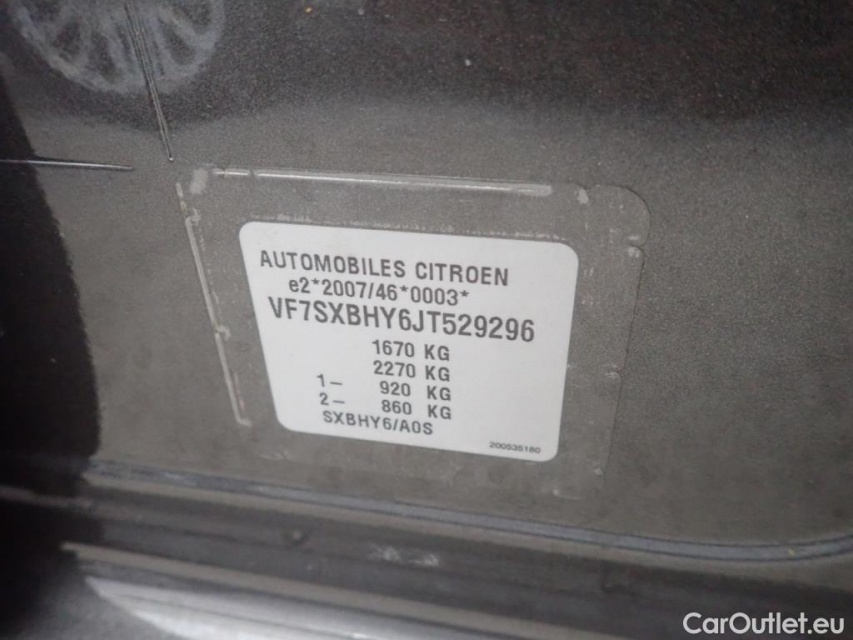 AUTOMOBILES CITROEN
e2*2007/46*0003*
VF7SXBHY6JT529296
1670 KG
2270 KG
1- 920 KG
2- 860 KG
SXBHY6/A0S
200535180
CarOutlet.eu